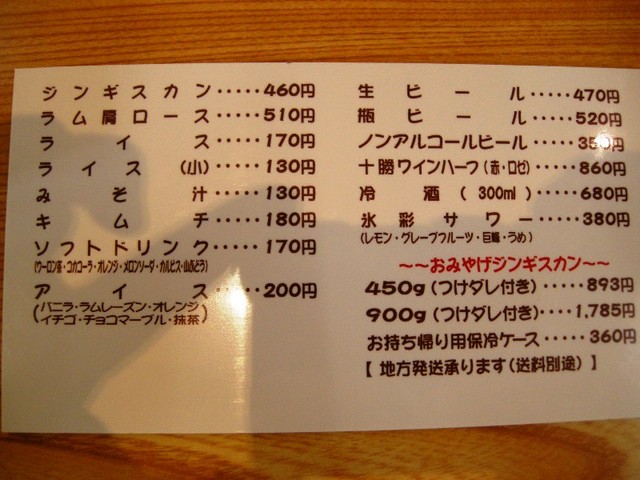 ジンギスカン‥‥‥460円
ラム肩ロース‥‥‥510円
ライス‥‥‥170円
ライス(小)‥‥‥130円
みそ汁‥‥‥130円
キムチ‥‥‥180円
ソフトドリンク‥‥‥170円
(ウーロン茶・コカコーラ・オレンジ・メロンソーダ・カルピス・山ぶどう)
アイス‥‥‥200円
(バニラ・ラムレーズン・オレンジ
イチゴ・チョコマーブル・抹茶)
生ビール‥‥‥470円
瓶ビール‥‥‥520円
ノンアルコールビール‥‥
十勝ワインハーフ(赤・ロゼ)‥‥‥860円
冷酒(300ml)‥‥‥680円
氷彩サワー‥‥‥380円
(レモン・グレープフルーツ・巨峰・うめ)
~~おみやげジンギスカン~~
450g(つけダレ付き)‥‥‥893円
900g(つけダレ付き)‥‥1,785円
お持ち帰り用保冷ケース‥‥‥360円
【地方発送承ります(送料別途)】